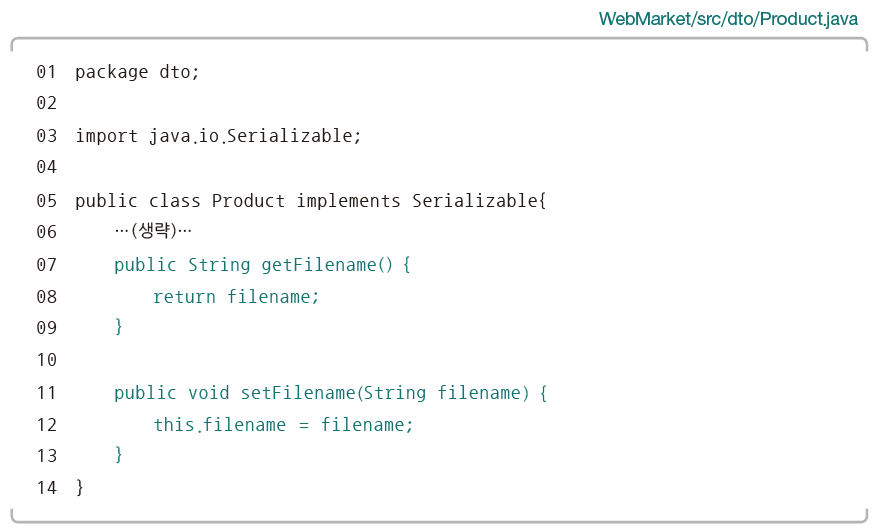 WebMarket/src/dto/Product.java
01 package dto;
02
03 import java.io.Serializable;
04
05 public class Product implements Serializable{
06 …(생략)…
07 public String getFilename() {
08 return filename;
09 }
10
11 public void setFilename(String filename) {
12 this.filename = filename;
13 }
14 }